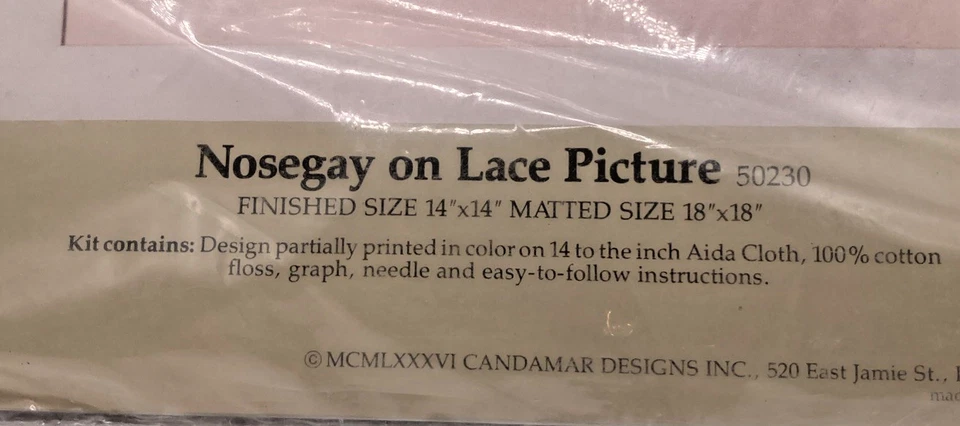 Nosegay on Lace Picture 50230
FINISHED SIZE 14"x14" MATTED SIZE 18"x18"
Kit contains: Design partially printed in color on 14 to the inch Aida Cloth, 100% cotton
floss, graph, needle and easy-to-follow instructions.
©MCMLXXXVI CANDAMAR DESIGNS INC., 520 East Jamie St.,